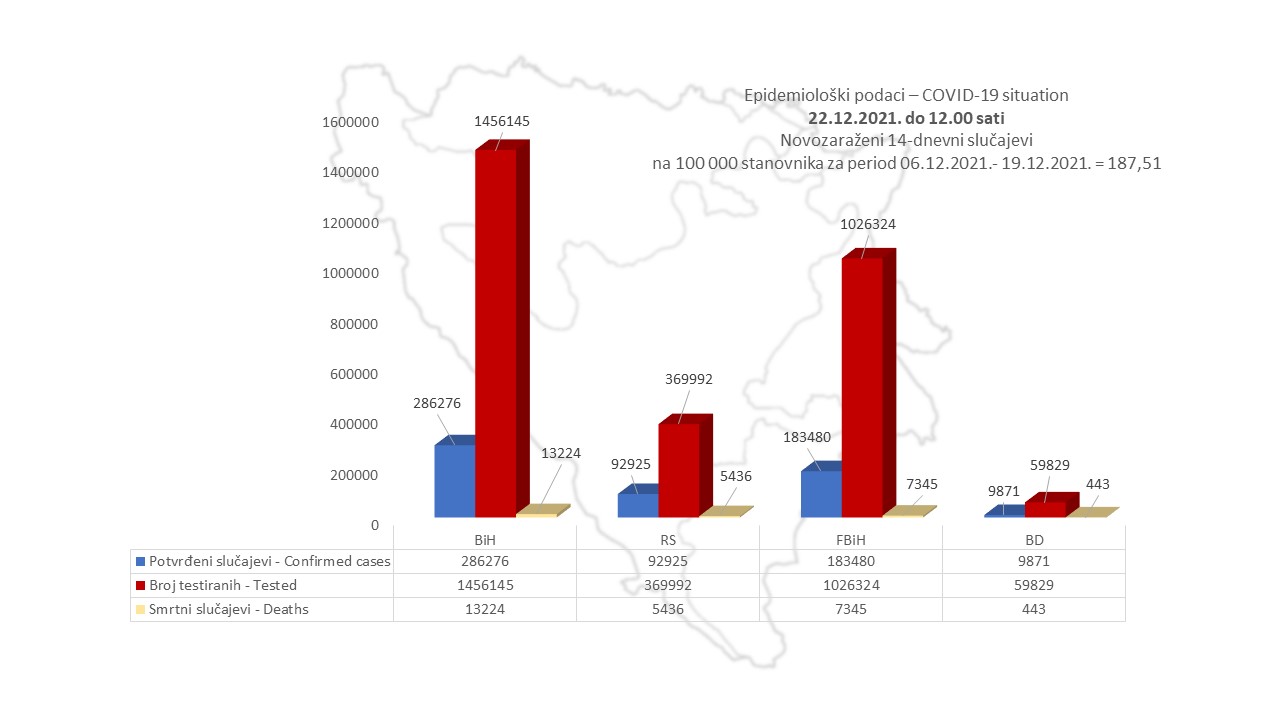 Epidemiološki podaci – COVID-19 situation
22.12.2021. do 12.00 sati
Novozaraženi 14-dnevni slučajevi
na 100 000 stanovnika za period 06.12.2021.- 19.12.2021. = 187,51
1600000
1400000
1200000
1000000
800000
600000
400000
200000
0
286276
1456145
13224
92925
369992
5436
183480
1026324
7345
9871
59829
443
BiH RS FBiH BD
Potvrđeni slučajevi - Confirmed cases 286276 92925 183480 9871
Broj testiranih - Tested 1456145 369992 1026324 59829
Smrtni slučajevi - Deaths 13224 5436 7345 443